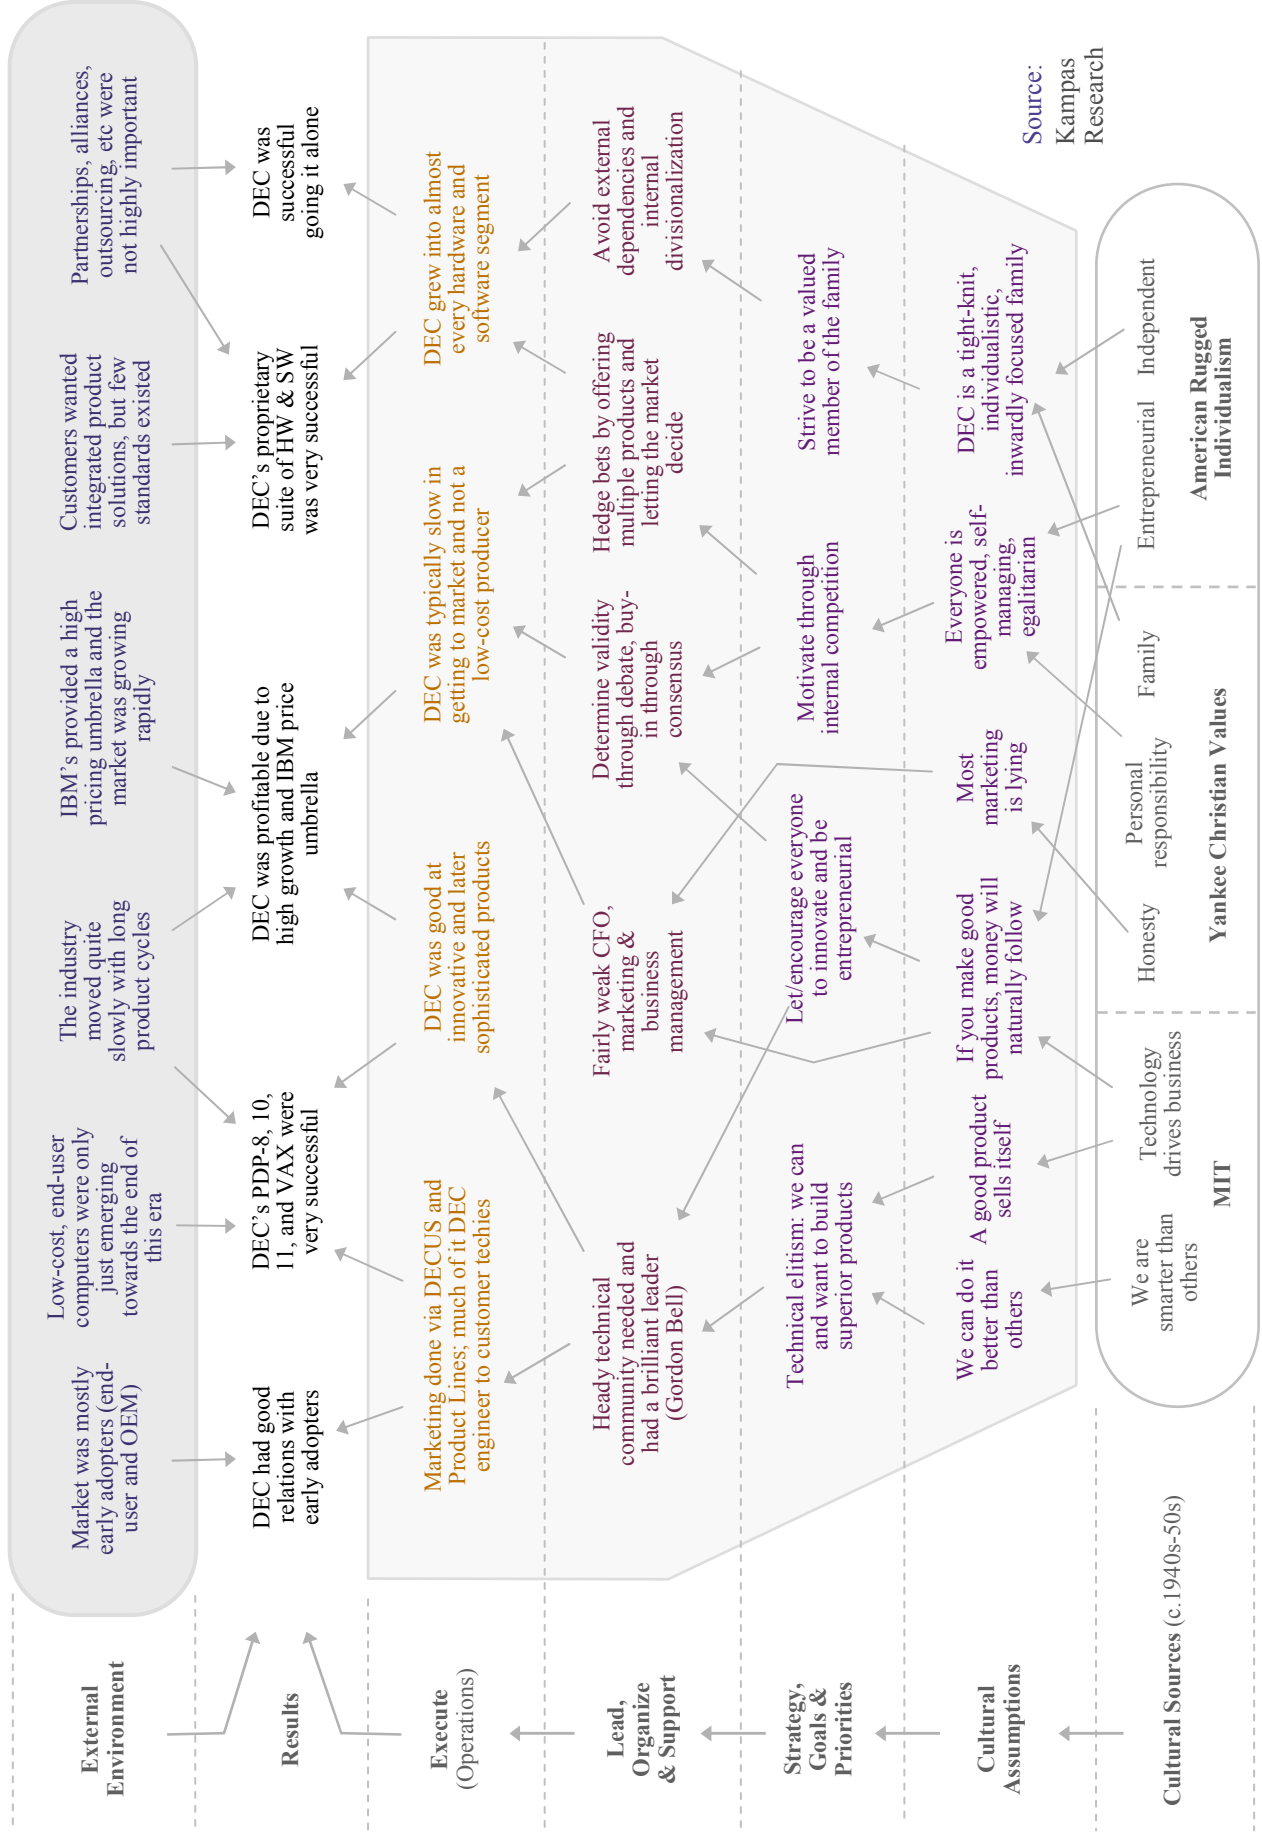 External
Environment
Market was mostly
early adopters (end-
user and OEM)
Low-cost, end-user
computers were only
just emerging
towards the end of
this era
The industry
moved quite
slowly with long
product cycles
IBM’s provided a high
pricing umbrella and the
market was growing
rapidly
Customers wanted
integrated product
solutions, but few
standards existed
Partnerships, alliances,
outsourcing, etc were
not highly important
Results
DEC had good
relations with
early adopters
DEC’s PDP-8, 10,
11, and VAX were
very successful
DEC was profitable due to
high growth and IBM price
umbrella
DEC’s proprietary
suite of HW & SW
was very successful
DEC was
successful
going it alone
Execute
(Operations)
Marketing done via DECUS and
Product Lines; much of it DEC
engineer to customer techies
DEC was good at
innovative and later
sophisticated products
DEC was typically slow in
getting to market and not a
low-cost producer
DEC grew into almost
every hardware and
software segment
Lead,
Organize
& Support
Heady technical
community needed and
had a brilliant leader
(Gordon Bell)
Fairly weak CFO,
marketing &
business
management
Determine validity
through debate, buy-
in through
consensus
Hedge bets by offering
multiple products and
letting the market
decide
Avoid external
dependencies and
internal
divisionalization
Strategy,
Goals &
Priorities
Technical elitism: we can
and want to build
superior products
Let/encourage everyone
to innovate and be
entrepreneurial
Motivate through
internal competition
Strive to be a valued
member of the family
Cultural
Assumptions
We can do it
better than
others
A good product
sells itself
If you make good
products, money will
naturally follow
Most
marketing
is lying
Everyone is
empowered, self-
managing,
egalitarian
DEC is a tight-knit,
individualistic,
inwardly focused family
Source:
Kampas
Research
Cultural Sources (c.1940s-50s)
We are
smarter than
others
Technology
drives business
MIT
Honesty
Personal
responsibility
Family
Yankee Christian Values
Entrepreneurial
Independent
American Rugged
Individualism